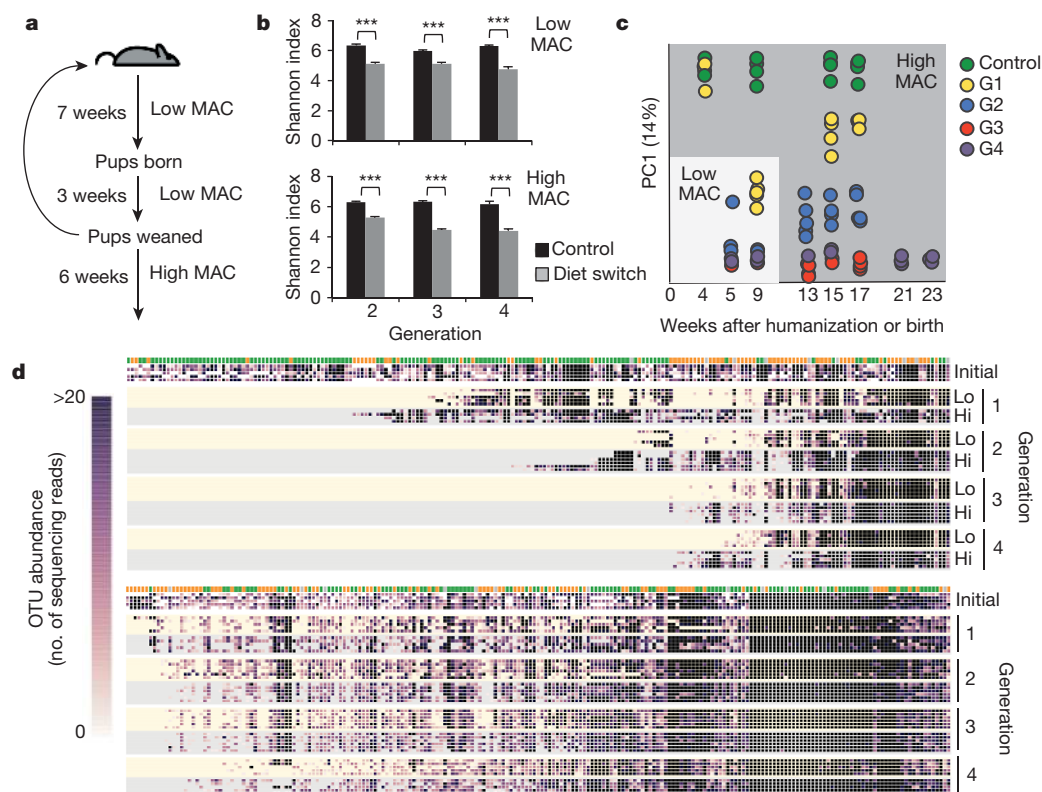 a
7 weeks
Low MAC
Pups born
3 weeks
Low MAC
Pups weaned
6 weeks
High MAC
b
Low
MAC
Shannon index
8
6
4
2
0
***
***
***
High
MAC
Shannon index
8
6
4
2
0
***
***
***
Control
Diet switch
2
3
4
Generation
c
High
MAC
Low
MAC
PC1 (14%)
0
4
5
9
13
15
17
21
23
Weeks after humanization or birth
Control
G1
G2
G3
G4
d
>20
0
OTU abundance
(no. of sequencing reads)
Initial
Lo
Hi
1
Lo
Hi
2
Lo
Hi
3
Lo
Hi
4
Generation
Initial
1
2
3
4
Generation